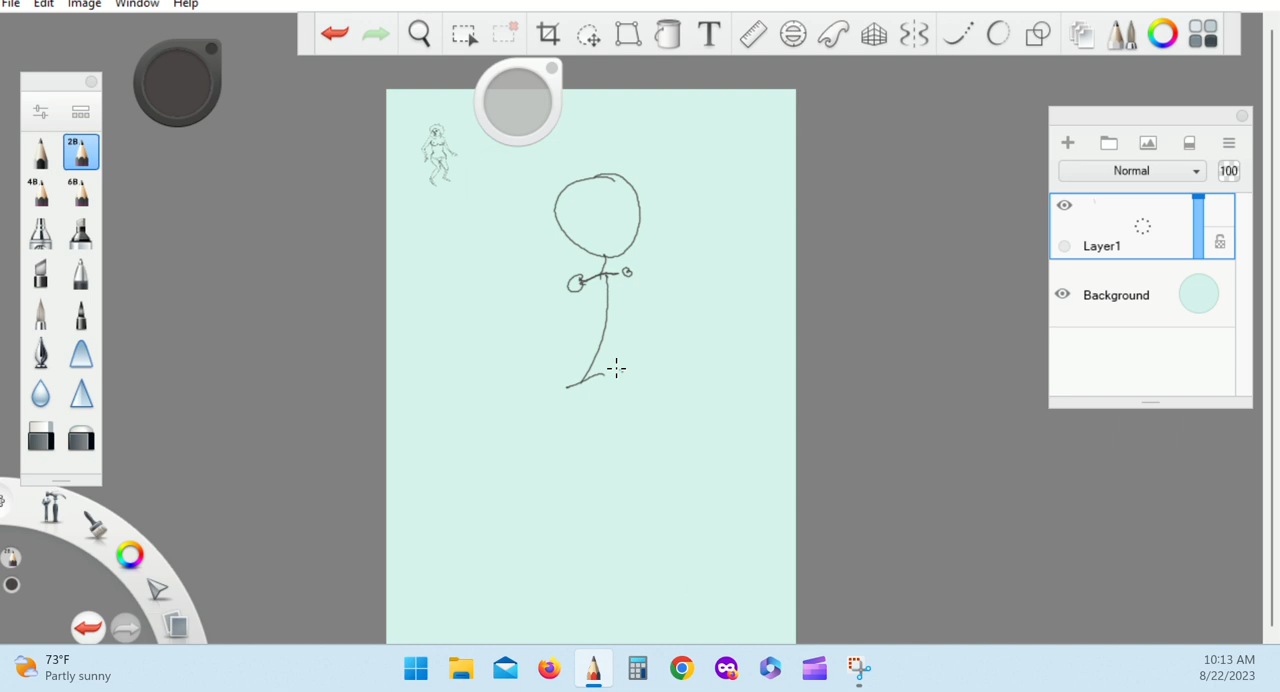 File Edit Image Window Help
T
2B
4B 6B
Normal 100
Layer1
Background
73°F
Partly sunny
10:13 AM
8/22/2023